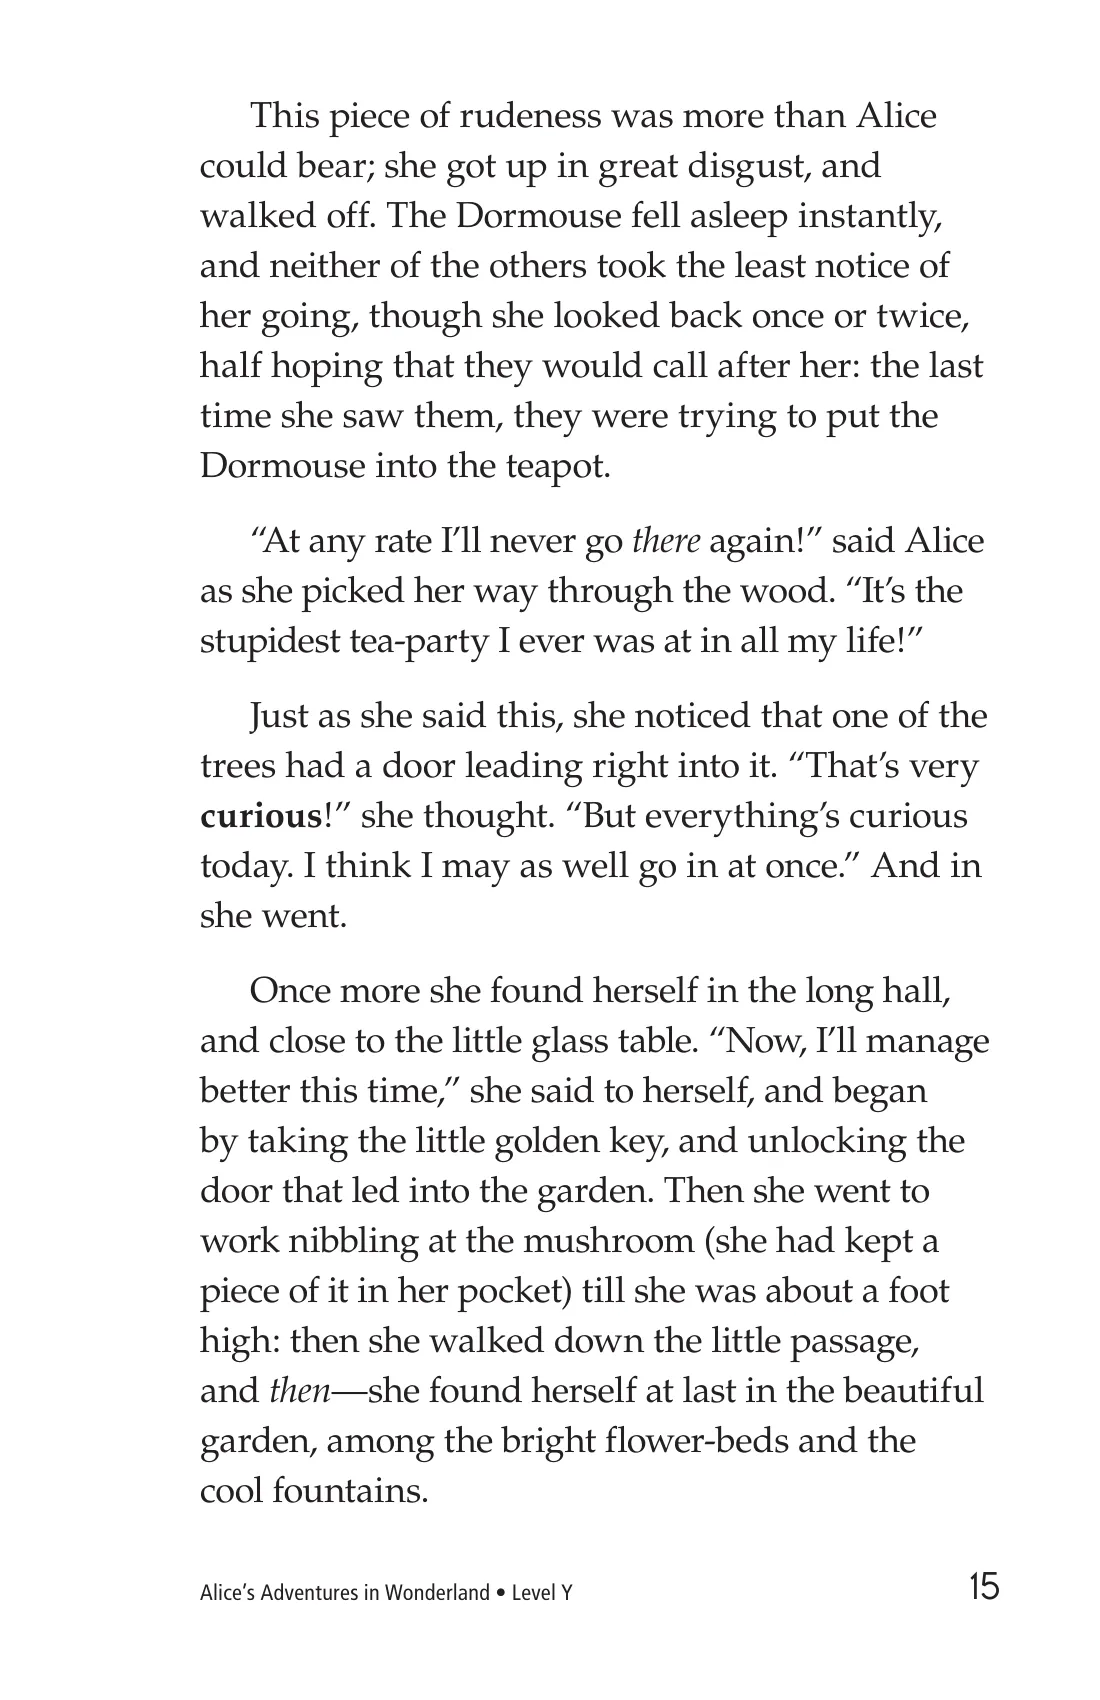 This piece of rudeness was more than Alice
could bear; she got up in great disgust, and
walked off. The Dormouse fell asleep instantly,
and neither of the others took the least notice of
her going, though she looked back once or twice,
half hoping that they would call after her: the last
time she saw them, they were trying to put the
Dormouse into the teapot.
“At any rate I’ll never go there again!” said Alice
as she picked her way through the wood. “It’s the
stupidest tea-party I ever was at in all my life!”
Just as she said this, she noticed that one of the
trees had a door leading right into it. “That’s very
curious!” she thought. “But everything’s curious
today. I think I may as well go in at once.” And in
she went.
Once more she found herself in the long hall,
and close to the little glass table. “Now, I’ll manage
better this time,” she said to herself, and began
by taking the little golden key, and unlocking the
door that led into the garden. Then she went to
work nibbling at the mushroom (she had kept a
piece of it in her pocket) till she was about a foot
high: then she walked down the little passage,
and then—she found herself at last in the beautiful
garden, among the bright flower-beds and the
cool fountains.
Alice’s Adventures in Wonderland • Level Y 15